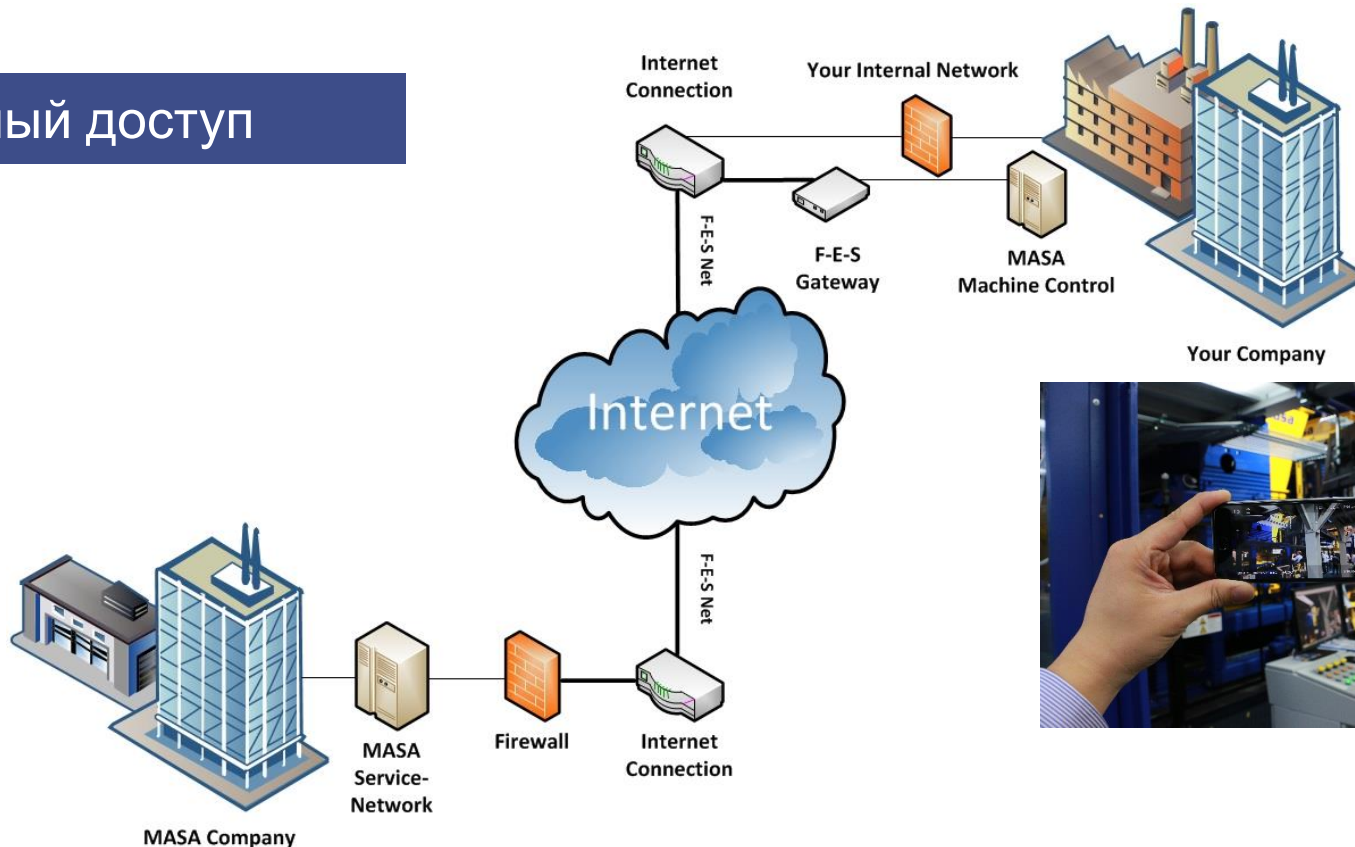 ый доступ
Internet
Connection
Your Internal Network
F-E-S Net
F-E-S
Gateway
MASA
Machine Control
Your Company
Internet
F-E-S Net
MASA
Service-
Network
Firewall
Internet
Connection
MASA Company